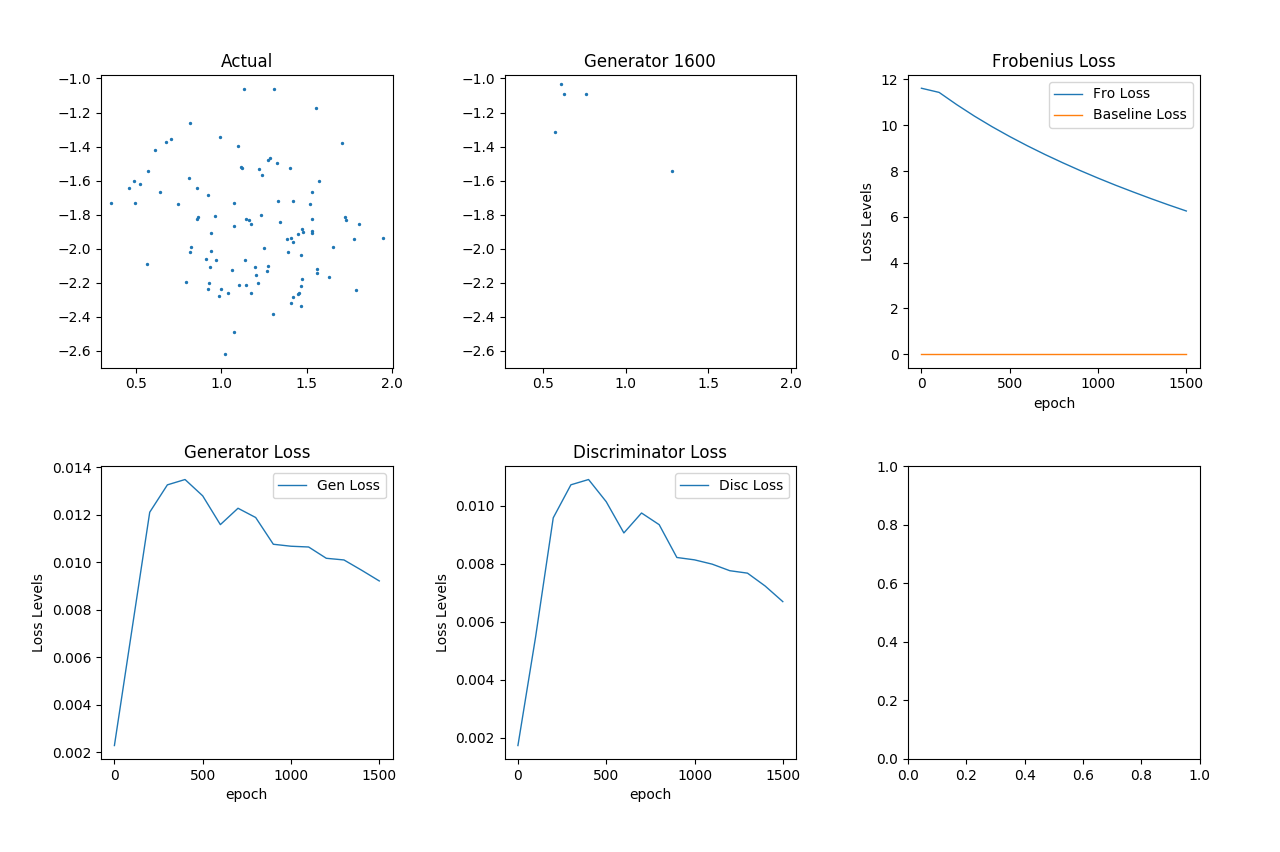 Actual
−1.0
−1.2
−1.4
−1.6
−1.8
−2.0
−2.2
−2.4
−2.6
0.5 1.0 1.5 2.0
Generator 1600
−1.0
−1.2
−1.4
−1.6
−1.8
−2.0
−2.2
−2.4
−2.6
0.5 1.0 1.5 2.0
Frobenius Loss
Fro Loss
Baseline Loss
Loss Levels
12
10
8
6
4
2
0
0 500 1000 1500
epoch
Generator Loss
Gen Loss
Loss Levels
0.014
0.012
0.010
0.008
0.006
0.004
0.002
0 500 1000 1500
epoch
Discriminator Loss
Disc Loss
Loss Levels
0.010
0.008
0.006
0.004
0.002
0 500 1000 1500
epoch
1.0
0.8
0.6
0.4
0.2
0.0
0.0 0.2 0.4 0.6 0.8 1.0